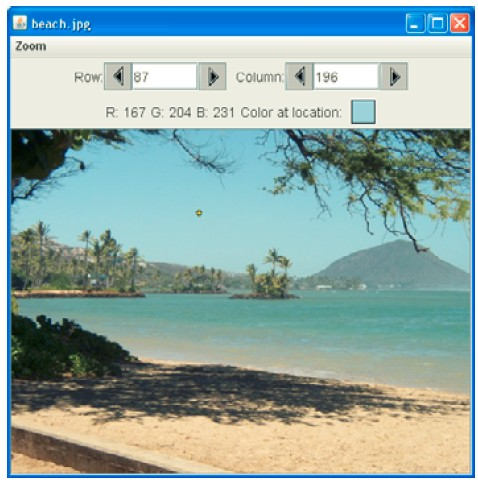 beach.jpg
Zoom
Row: 87 Column: 196
R: 167 G: 204 B: 231 Color at location: